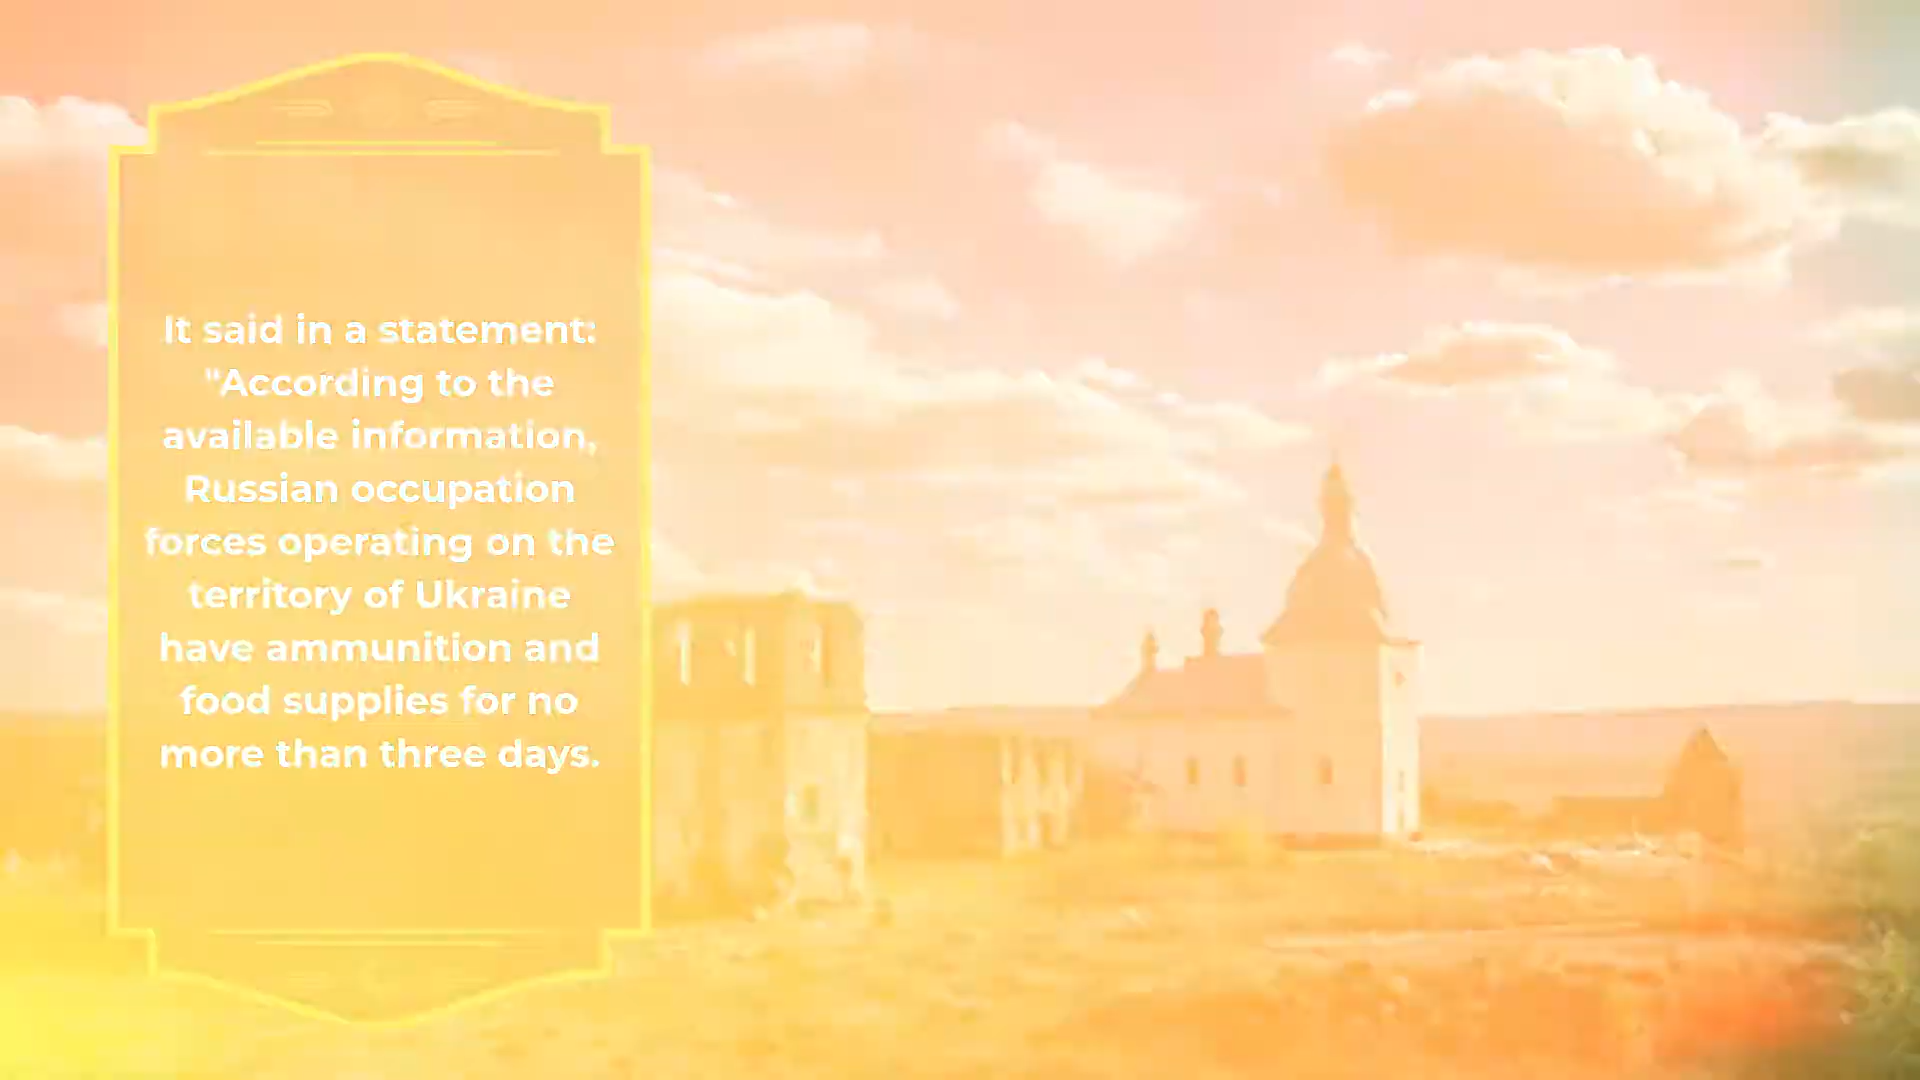 It said in a statement:
"According to the
available information,
Russian occupation
forces operating on the
territory of Ukraine
have ammunition and
food supplies for no
more than three days.